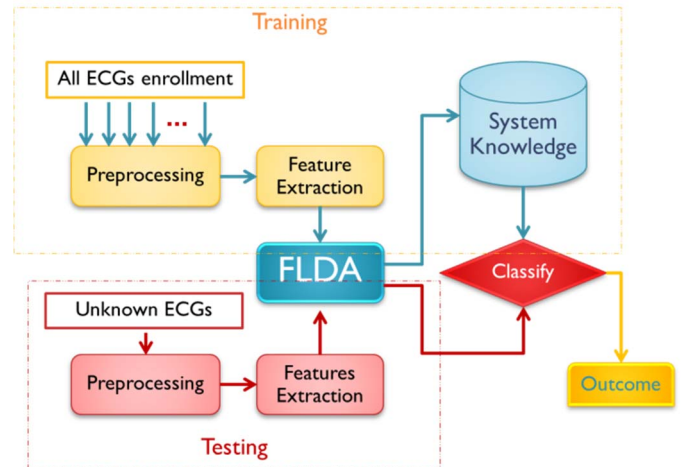 Training
All ECGs enrollment
...
Preprocessing
Feature
Extraction
System
Knowledge
FLDA
Classify
Unknown ECGs
Preprocessing
Features
Extraction
Outcome
Testing